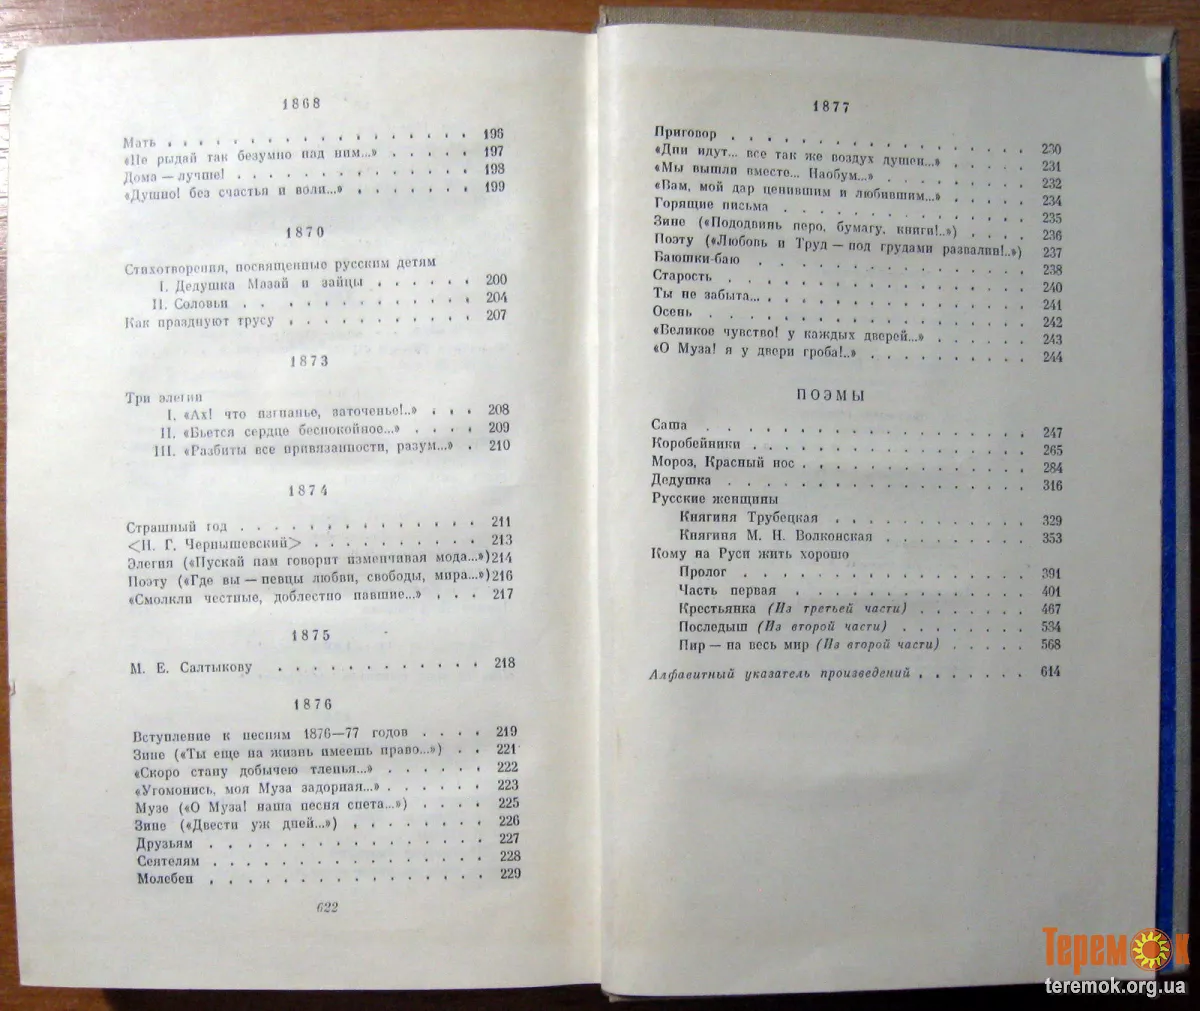 1868
Мать . . . . . . . . . . . . . . . . . . 196
«Не рыдай так безумно над ним...» . . . . . 197
Дома — лучше! . . . . . . . . . . . . . . 198
«Душно! без счастья и воли...» . . . . . . . 199
1870
Стихотворения, посвященные русским детям
I. Дедушка Мазай и зайцы . . . . . . 200
II. Соловьи . . . . . . . . . . . . . 204
Как празднуют трусу . . . . . . . . . . . 207
1873
Три элегии
I. «Ах! что изгнанье, заточенье!..» . . . 208
II. «Бьется сердце беспокойное...» . . . . 209
III. «Разбиты все привязанности, разум...» . 210
1874
Страшный год . . . . . . . . . . . . . . 211
<Н. Г. Чернышевский> . . . . . . . . . . 213
Элегия («Пускай нам говорит изменчивая мода...»)214
Поэту («Где вы — певцы любви, свободы, мира...»)216
«Смолкли честные, доблестно павшие...» . . . 217
1875
М. Е. Салтыкову . . . . . . . . . . . . 218
1876
Вступление к песням 1876—77 годов . . . . 219
Зине («Ты еще на жизнь имеешь право...») . . 221
«Скоро стану добычею тленья...» . . . . . . 222
«Угомонись, моя Муза задорная...» . . . . . . 223
Музе («О Муза! наша песня спета...») . . . . 225
Зине («Двести уж дней...») . . . . . . . . 226
Друзьям . . . . . . . . . . . . . . . . 227
Сеятелям . . . . . . . . . . . . . . . . 228
Молебен . . . . . . . . . . . . . . . . 229
622
1877
Приговор . . . . . . . . . . . . . . . . 230
«Дни идут... все так же воздух душен...» . . . . 231
«Мы вышли вместе... Наобум...» . . . . . . . . 232
«Вам, мой дар ценившим и любившим...» . . . . . 234
Горящие письма . . . . . . . . . . . . . . 235
Зине («Пододвинь перо, бумагу, книги!..») . . . . 236
Поэту («Любовь и Труд — под грудами развалин!..») 237
Баюшки-баю . . . . . . . . . . . . . . . 238
Старость . . . . . . . . . . . . . . . . . 240
Ты не забыта... . . . . . . . . . . . . . . . 241
Осень . . . . . . . . . . . . . . . . . . 242
«Великое чувство! у каждых дверей...» . . . . . . 243
«О Муза! я у двери гроба!..» . . . . . . . . . 244
ПОЭМЫ
Саша . . . . . . . . . . . . . . . . . . 247
Коробейники . . . . . . . . . . . . . . . 265
Мороз, Красный нос . . . . . . . . . . . . 284
Дедушка . . . . . . . . . . . . . . . . . 316
Русские женщины
Княгиня Трубецкая . . . . . . . . . . . 329
Княгиня М. Н. Волконская . . . . . . . . 353
Кому на Руси жить хорошо
Пролог . . . . . . . . . . . . . . . . 391
Часть первая . . . . . . . . . . . . . 401
Крестьянка (Из третьей части) . . . . . . . 467
Последыш (Из второй части) . . . . . . . . 534
Пир — на весь мир (Из второй части) . . . . . 568
Алфавитный указатель произведений . . . . . . . 614
Теремок
teremok.org.ua